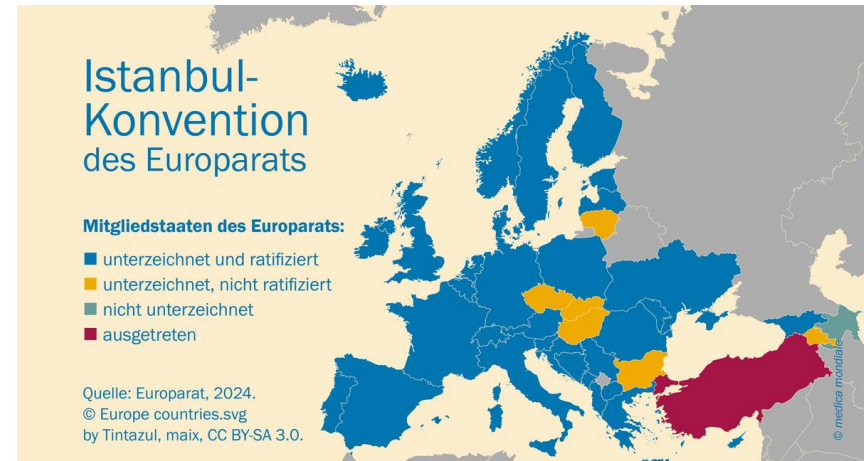 Istanbul-
Konvention
des Europarats
Mitgliedstaaten des Europarats:
unterzeichnet und ratifiziert
unterzeichnet, nicht ratifiziert
nicht unterzeichnet
ausgetreten
Quelle: Europarat, 2024.
© Europe countries.svg
by Tintazul, maix, CC BY-SA 3.0.
© medica mondiale